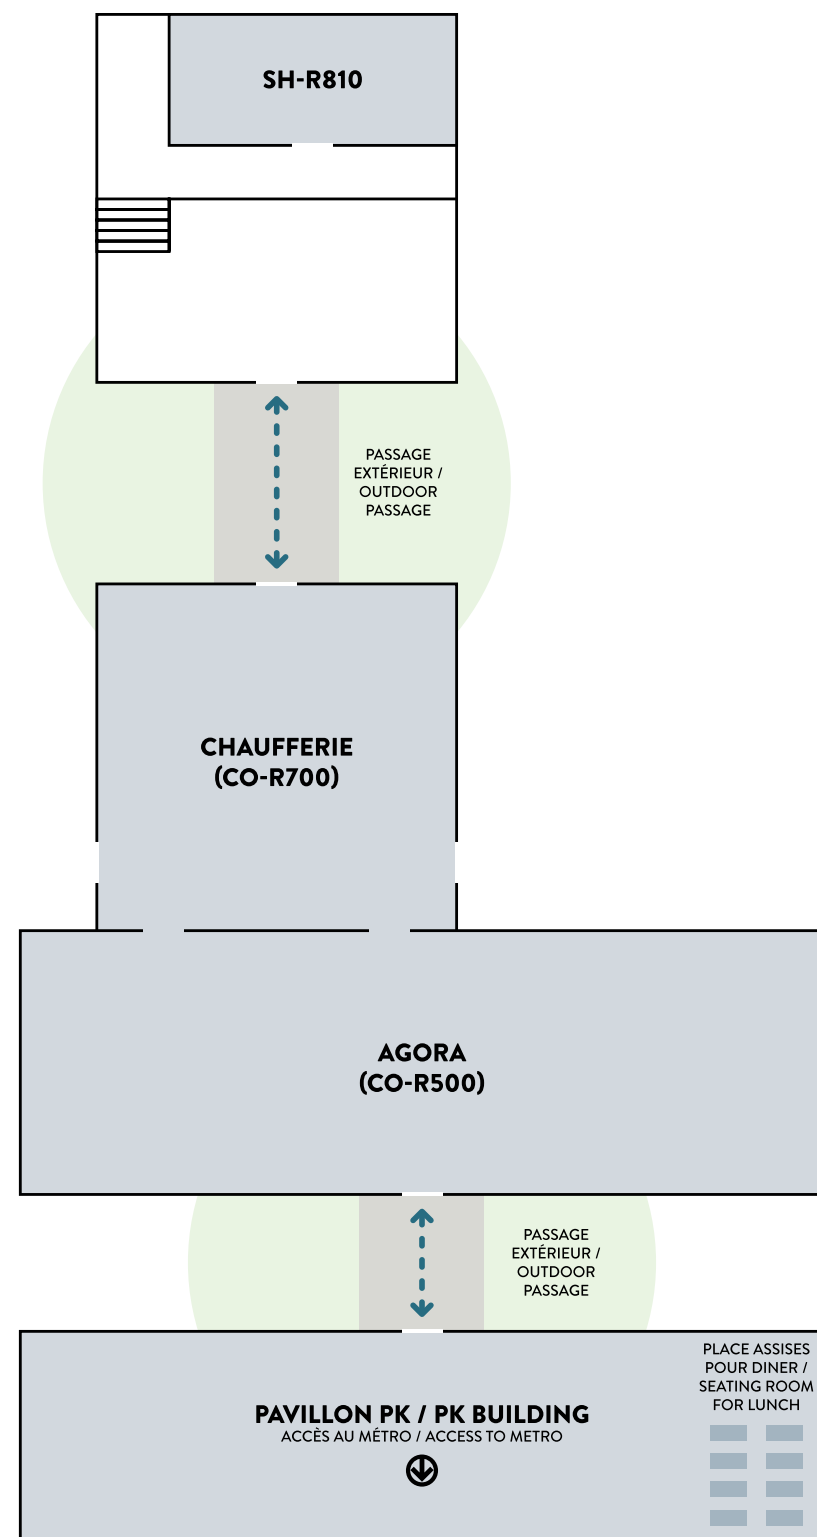 SH-R810
PASSAGE
EXTÉRIEUR /
OUTDOOR
PASSAGE
CHAUFFERIE
(CO-R700)
AGORA
(CO-R500)
PASSAGE
EXTÉRIEUR /
OUTDOOR
PASSAGE
PLACE ASSISES
POUR DINER /
SEATING ROOM
FOR LUNCH
PAVILLON PK / PK BUILDING
ACCÈS AU MÉTRO / ACCESS TO METRO